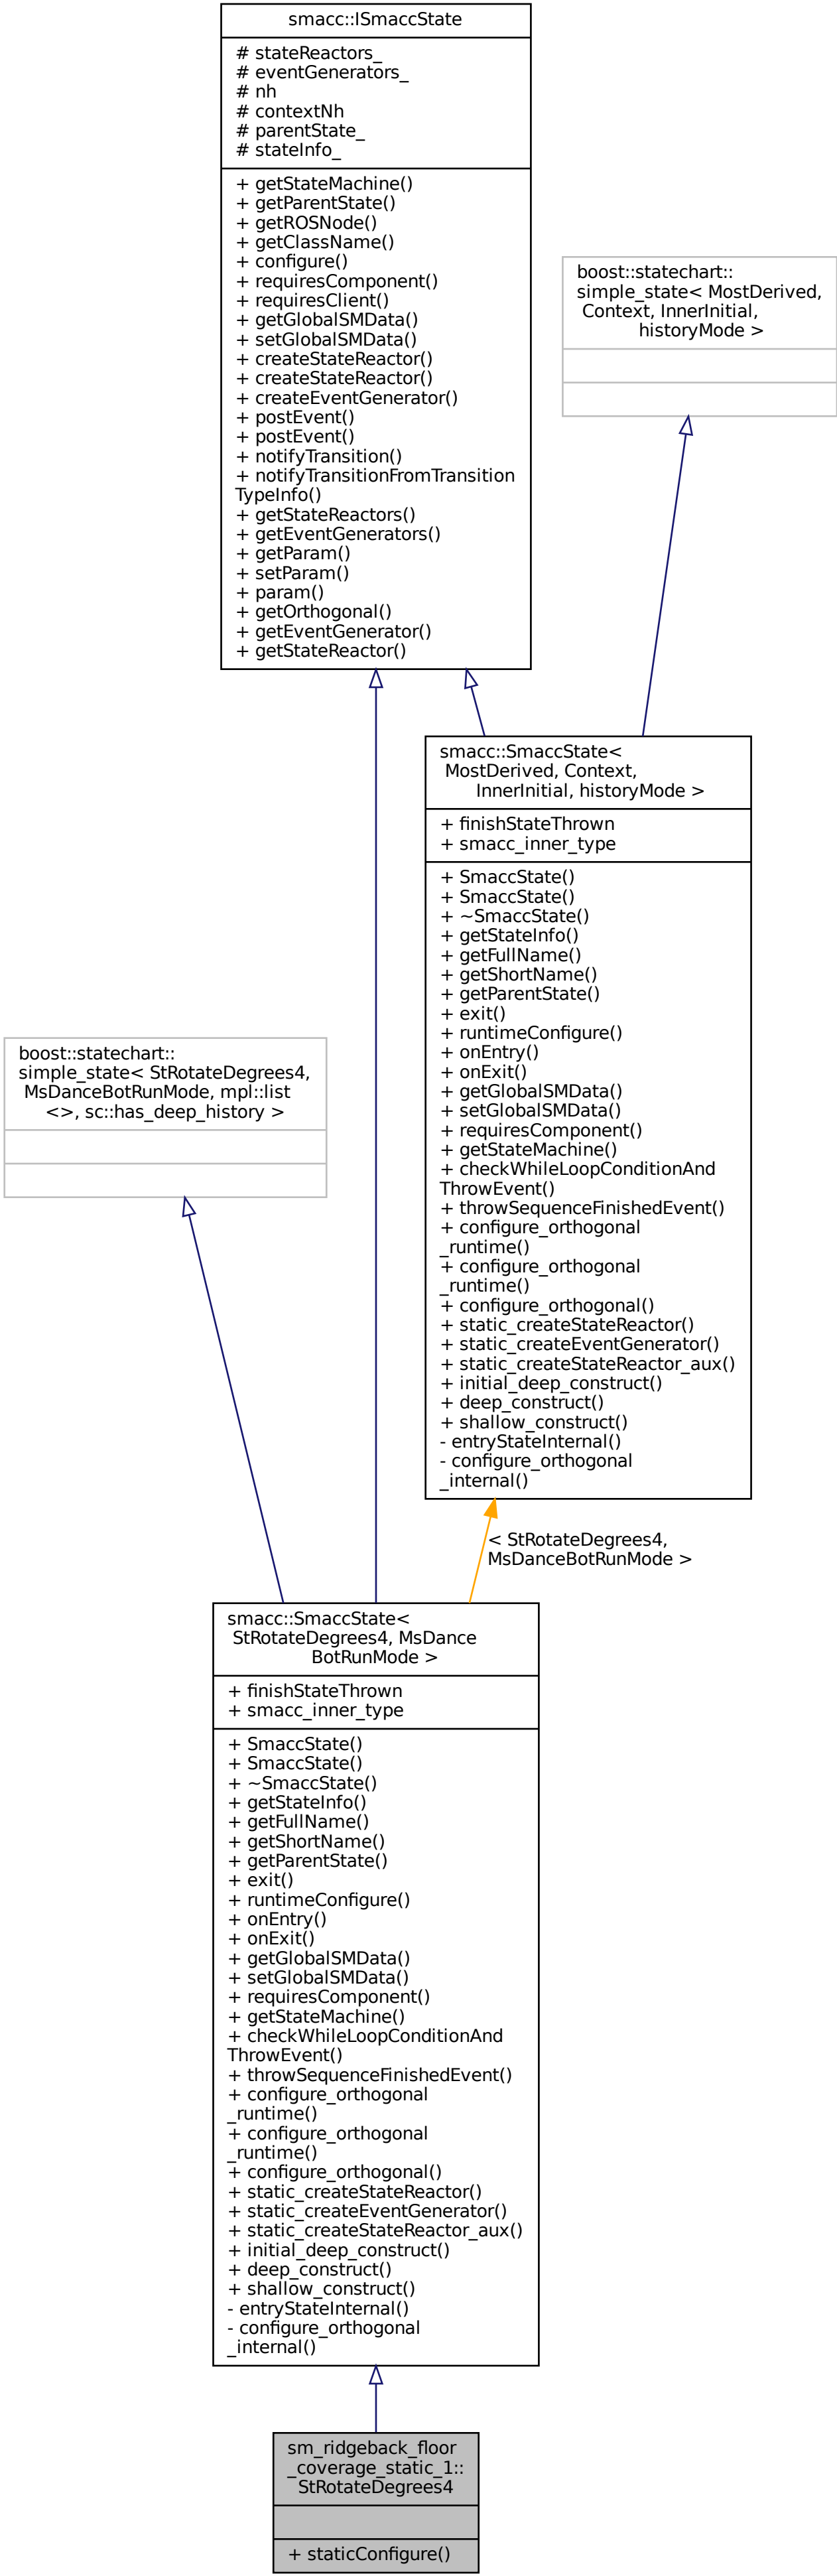 smacc::ISmaccState
# stateReactors_
# eventGenerators_
# nh
# contextNh
# parentState_
# stateInfo_
+ getStateMachine()
+ getParentState()
+ getROSNode()
+ getClassName()
+ configure()
+ requiresComponent()
+ requiresClient()
+ getGlobalSMData()
+ setGlobalSMData()
+ createStateReactor()
+ createStateReactor()
+ createEventGenerator()
+ postEvent()
+ postEvent()
+ notifyTransition()
+ notifyTransitionFromTransition
TypeInfo()
+ getStateReactors()
+ getEventGenerators()
+ getParam()
+ setParam()
+ param()
+ getOrthogonal()
+ getEventGenerator()
+ getStateReactor()
boost::statechart::
simple_state< MostDerived,
Context, InnerInitial,
historyMode >
smacc::SmaccState<
MostDerived, Context,
InnerInitial, historyMode >
+ finishStateThrown
+ smacc_inner_type
+ SmaccState()
+ SmaccState()
+ ~SmaccState()
+ getStateInfo()
+ getFullName()
+ getShortName()
+ getParentState()
+ exit()
+ runtimeConfigure()
+ onEntry()
+ onExit()
+ getGlobalSMData()
+ setGlobalSMData()
+ requiresComponent()
+ getStateMachine()
+ checkWhileLoopConditionAnd
ThrowEvent()
+ throwSequenceFinishedEvent()
+ configure_orthogonal
_runtime()
+ configure_orthogonal
_runtime()
+ configure_orthogonal()
+ static_createStateReactor()
+ static_createEventGenerator()
+ static_createStateReactor_aux()
+ initial_deep_construct()
+ deep_construct()
+ shallow_construct()
- entryStateInternal()
- configure_orthogonal
_internal()
boost::statechart::
simple_state< StRotateDegrees4,
MsDanceBotRunMode, mpl::list
<>, sc::has_deep_history >
< StRotateDegrees4,
MsDanceBotRunMode >
smacc::SmaccState<
StRotateDegrees4, MsDance
BotRunMode >
+ finishStateThrown
+ smacc_inner_type
+ SmaccState()
+ SmaccState()
+ ~SmaccState()
+ getStateInfo()
+ getFullName()
+ getShortName()
+ getParentState()
+ exit()
+ runtimeConfigure()
+ onEntry()
+ onExit()
+ getGlobalSMData()
+ setGlobalSMData()
+ requiresComponent()
+ getStateMachine()
+ checkWhileLoopConditionAnd
ThrowEvent()
+ throwSequenceFinishedEvent()
+ configure_orthogonal
_runtime()
+ configure_orthogonal
_runtime()
+ configure_orthogonal()
+ static_createStateReactor()
+ static_createEventGenerator()
+ static_createStateReactor_aux()
+ initial_deep_construct()
+ deep_construct()
+ shallow_construct()
- entryStateInternal()
- configure_orthogonal
_internal()
sm_ridgeback_floor
_coverage_static_1::
StRotateDegrees4
+ staticConfigure()